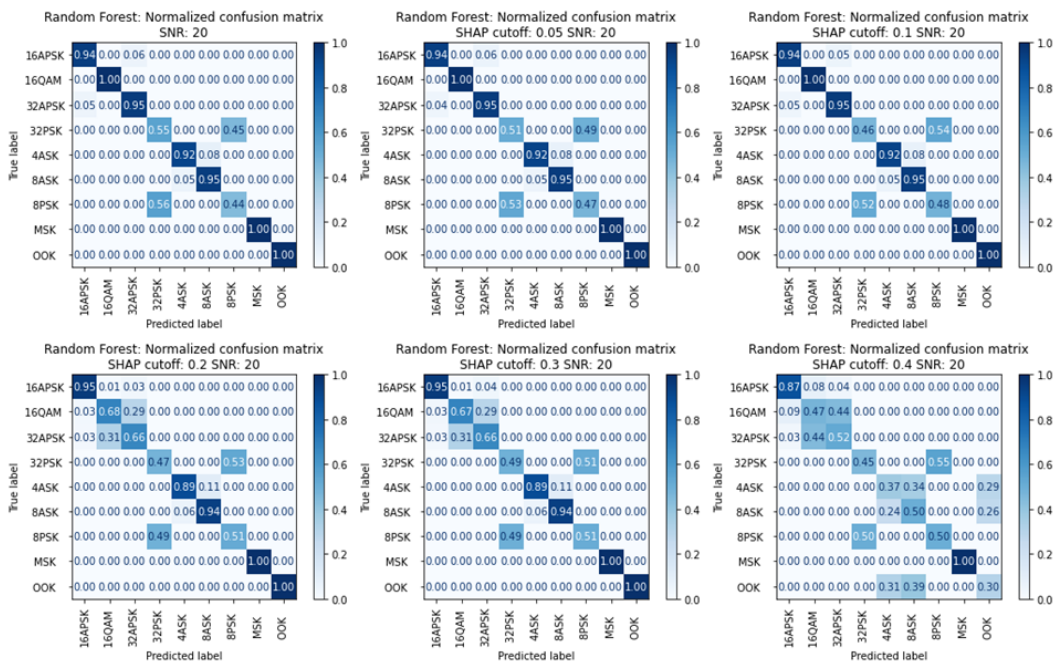 Random Forest: Normalized confusion matrix
SNR: 20
True label
16APSK 0.94 0.00 0.06 0.00 0.00 0.00 0.00 0.00 0.00
16QAM 0.00 1.00 0.00 0.00 0.00 0.00 0.00 0.00 0.00
32APSK 0.05 0.00 0.95 0.00 0.00 0.00 0.00 0.00 0.00
32PSK 0.00 0.00 0.00 0.55 0.00 0.00 0.45 0.00 0.00
4ASK 0.00 0.00 0.00 0.00 0.92 0.08 0.00 0.00 0.00
8ASK 0.00 0.00 0.00 0.00 0.05 0.95 0.00 0.00 0.00
8PSK 0.00 0.00 0.00 0.56 0.00 0.00 0.44 0.00 0.00
MSK 0.00 0.00 0.00 0.00 0.00 0.00 0.00 1.00 0.00
OOK 0.00 0.00 0.00 0.00 0.00 0.00 0.00 0.00 1.00
16APSK 16QAM 32APSK 32PSK 4ASK 8ASK 8PSK MSK OOK
Predicted label
1.0
0.8
0.6
0.4
0.2
0.0
Random Forest: Normalized confusion matrix
SHAP cutoff: 0.05 SNR: 20
True label
16APSK 0.94 0.00 0.06 0.00 0.00 0.00 0.00 0.00 0.00
16QAM 0.00 1.00 0.00 0.00 0.00 0.00 0.00 0.00 0.00
32APSK 0.04 0.00 0.95 0.00 0.00 0.00 0.00 0.00 0.00
32PSK 0.00 0.00 0.00 0.51 0.00 0.00 0.49 0.00 0.00
4ASK 0.00 0.00 0.00 0.00 0.92 0.08 0.00 0.00 0.00
8ASK 0.00 0.00 0.00 0.00 0.05 0.95 0.00 0.00 0.00
8PSK 0.00 0.00 0.00 0.53 0.00 0.00 0.47 0.00 0.00
MSK 0.00 0.00 0.00 0.00 0.00 0.00 0.00 1.00 0.00
OOK 0.00 0.00 0.00 0.00 0.00 0.00 0.00 0.00 1.00
16APSK 16QAM 32APSK 32PSK 4ASK 8ASK 8PSK MSK OOK
Predicted label
1.0
0.8
0.6
0.4
0.2
0.0
Random Forest: Normalized confusion matrix
SHAP cutoff: 0.1 SNR: 20
True label
16APSK 0.94 0.00 0.05 0.00 0.00 0.00 0.00 0.00 0.00
16QAM 0.00 1.00 0.00 0.00 0.00 0.00 0.00 0.00 0.00
32APSK 0.05 0.00 0.95 0.00 0.00 0.00 0.00 0.00 0.00
32PSK 0.00 0.00 0.00 0.46 0.00 0.00 0.54 0.00 0.00
4ASK 0.00 0.00 0.00 0.00 0.92 0.08 0.00 0.00 0.00
8ASK 0.00 0.00 0.00 0.00 0.05 0.95 0.00 0.00 0.00
8PSK 0.00 0.00 0.00 0.52 0.00 0.00 0.48 0.00 0.00
MSK 0.00 0.00 0.00 0.00 0.00 0.00 0.00 1.00 0.00
OOK 0.00 0.00 0.00 0.00 0.00 0.00 0.00 0.00 1.00
16APSK 16QAM 32APSK 32PSK 4ASK 8ASK 8PSK MSK OOK
Predicted label
1.0
0.8
0.6
0.4
0.2
0.0
Random Forest: Normalized confusion matrix
SHAP cutoff: 0.2 SNR: 20
True label
16APSK 0.95 0.01 0.03 0.00 0.00 0.00 0.00 0.00 0.00
16QAM 0.03 0.68 0.29 0.00 0.00 0.00 0.00 0.00 0.00
32APSK 0.03 0.31 0.66 0.00 0.00 0.00 0.00 0.00 0.00
32PSK 0.00 0.00 0.00 0.47 0.00 0.00 0.53 0.00 0.00
4ASK 0.00 0.00 0.00 0.00 0.89 0.11 0.00 0.00 0.00
8ASK 0.00 0.00 0.00 0.00 0.06 0.94 0.00 0.00 0.00
8PSK 0.00 0.00 0.00 0.49 0.00 0.00 0.51 0.00 0.00
MSK 0.00 0.00 0.00 0.00 0.00 0.00 0.00 1.00 0.00
OOK 0.00 0.00 0.00 0.00 0.00 0.00 0.00 0.00 1.00
16APSK 16QAM 32APSK 32PSK 4ASK 8ASK 8PSK MSK OOK
Predicted label
1.0
0.8
0.6
0.4
0.2
0.0
Random Forest: Normalized confusion matrix
SHAP cutoff: 0.3 SNR: 20
True label
16APSK 0.95 0.01 0.04 0.00 0.00 0.00 0.00 0.00 0.00
16QAM 0.03 0.67 0.29 0.00 0.00 0.00 0.00 0.00 0.00
32APSK 0.03 0.31 0.66 0.00 0.00 0.00 0.00 0.00 0.00
32PSK 0.00 0.00 0.00 0.49 0.00 0.00 0.51 0.00 0.00
4ASK 0.00 0.00 0.00 0.00 0.89 0.11 0.00 0.00 0.00
8ASK 0.00 0.00 0.00 0.00 0.06 0.94 0.00 0.00 0.00
8PSK 0.00 0.00 0.00 0.49 0.00 0.00 0.51 0.00 0.00
MSK 0.00 0.00 0.00 0.00 0.00 0.00 0.00 1.00 0.00
OOK 0.00 0.00 0.00 0.00 0.00 0.00 0.00 0.00 1.00
16APSK 16QAM 32APSK 32PSK 4ASK 8ASK 8PSK MSK OOK
Predicted label
1.0
0.8
0.6
0.4
0.2
0.0
Random Forest: Normalized confusion matrix
SHAP cutoff: 0.4 SNR: 20
True label
16APSK 0.87 0.08 0.04 0.00 0.00 0.00 0.00 0.00 0.00
16QAM 0.09 0.47 0.44 0.00 0.00 0.00 0.00 0.00 0.00
32APSK 0.03 0.44 0.52 0.00 0.00 0.00 0.00 0.00 0.00
32PSK 0.00 0.00 0.00 0.45 0.00 0.00 0.55 0.00 0.00
4ASK 0.00 0.00 0.00 0.00 0.37 0.34 0.00 0.00 0.29
8ASK 0.00 0.00 0.00 0.00 0.24 0.50 0.00 0.00 0.26
8PSK 0.00 0.00 0.00 0.50 0.00 0.00 0.50 0.00 0.00
MSK 0.00 0.00 0.00 0.00 0.00 0.00 0.00 1.00 0.00
OOK 0.00 0.00 0.00 0.00 0.31 0.39 0.00 0.00 0.30
16APSK 16QAM 32APSK 32PSK 4ASK 8ASK 8PSK MSK OOK
Predicted label
1.0
0.8
0.6
0.4
0.2
0.0